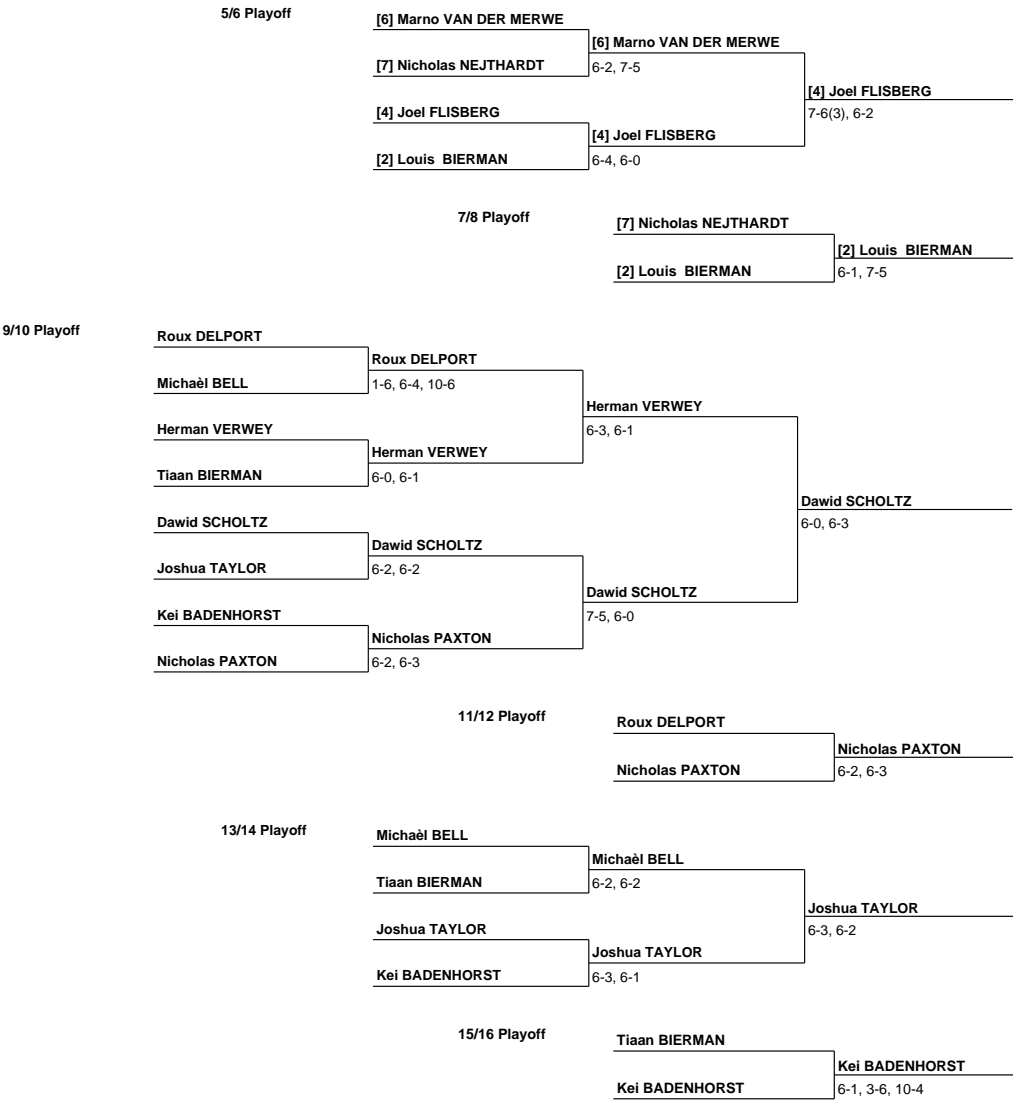 5/6 Playoff
[6] Marno VAN DER MERWE
[6] Marno VAN DER MERWE
[7] Nicholas NEJTHARDT
6-2, 7-5
[4] Joel FLISBERG
[4] Joel FLISBERG
7-6(3), 6-2
[4] Joel FLISBERG
[2] Louis BIERMAN
6-4, 6-0
7/8 Playoff
[7] Nicholas NEJTHARDT
[2] Louis BIERMAN
[2] Louis BIERMAN
6-1, 7-5
9/10 Playoff
Roux DELPORT
Roux DELPORT
Michaèl BELL
1-6, 6-4, 10-6
Herman VERWEY
Herman VERWEY
6-3, 6-1
Herman VERWEY
Tiaan BIERMAN
6-0, 6-1
Dawid SCHOLTZ
Dawid SCHOLTZ
6-0, 6-3
Dawid SCHOLTZ
Joshua TAYLOR
6-2, 6-2
Dawid SCHOLTZ
Kei BADENHORST
7-5, 6-0
Nicholas PAXTON
Nicholas PAXTON
6-2, 6-3
11/12 Playoff
Roux DELPORT
Nicholas PAXTON
Nicholas PAXTON
6-2, 6-3
13/14 Playoff
Michaèl BELL
Michaèl BELL
Tiaan BIERMAN
6-2, 6-2
Joshua TAYLOR
Joshua TAYLOR
6-3, 6-2
Joshua TAYLOR
Kei BADENHORST
6-3, 6-1
15/16 Playoff
Tiaan BIERMAN
Kei BADENHORST
Kei BADENHORST
6-1, 3-6, 10-4